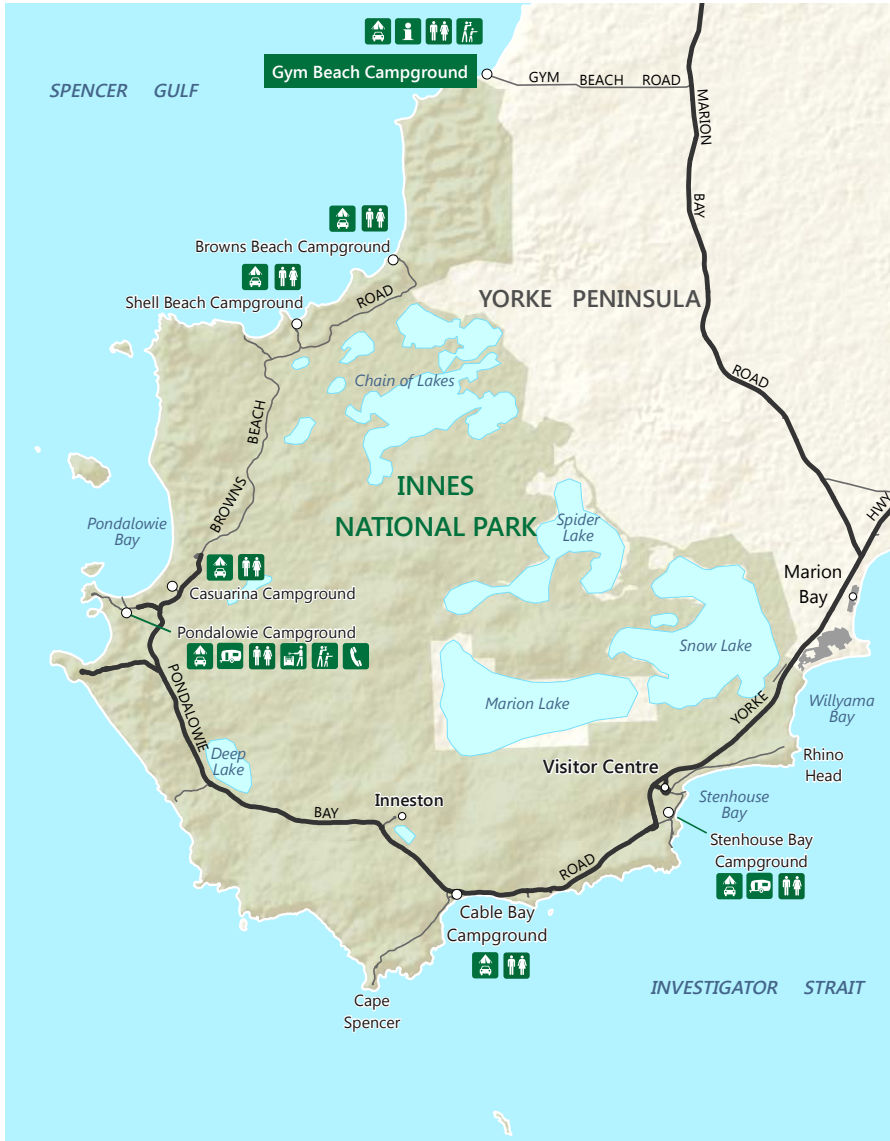 SPENCER GULF
Gym Beach Campground
GYM BEACH ROAD
MARION BAY ROAD
Browns Beach Campground
Shell Beach Campground
ROAD
YORKE PENINSULA
Chain of Lakes
BROWNS BEACH
INNES
NATIONAL PARK
Spider
Lake
Pondalowie
Bay
HWY
Casuarina Campground
Marion
Bay
Pondalowie Campground
Snow Lake
PONDALOWIE
Marion Lake
YORKE
Willyama
Bay
Deep
Lake
Visitor Centre
Rhino
Head
Inneston
BAY
Stenhouse
Bay
ROAD
Stenhouse Bay
Campground
Cable Bay
Campground
INVESTIGATOR STRAIT
Cape
Spencer